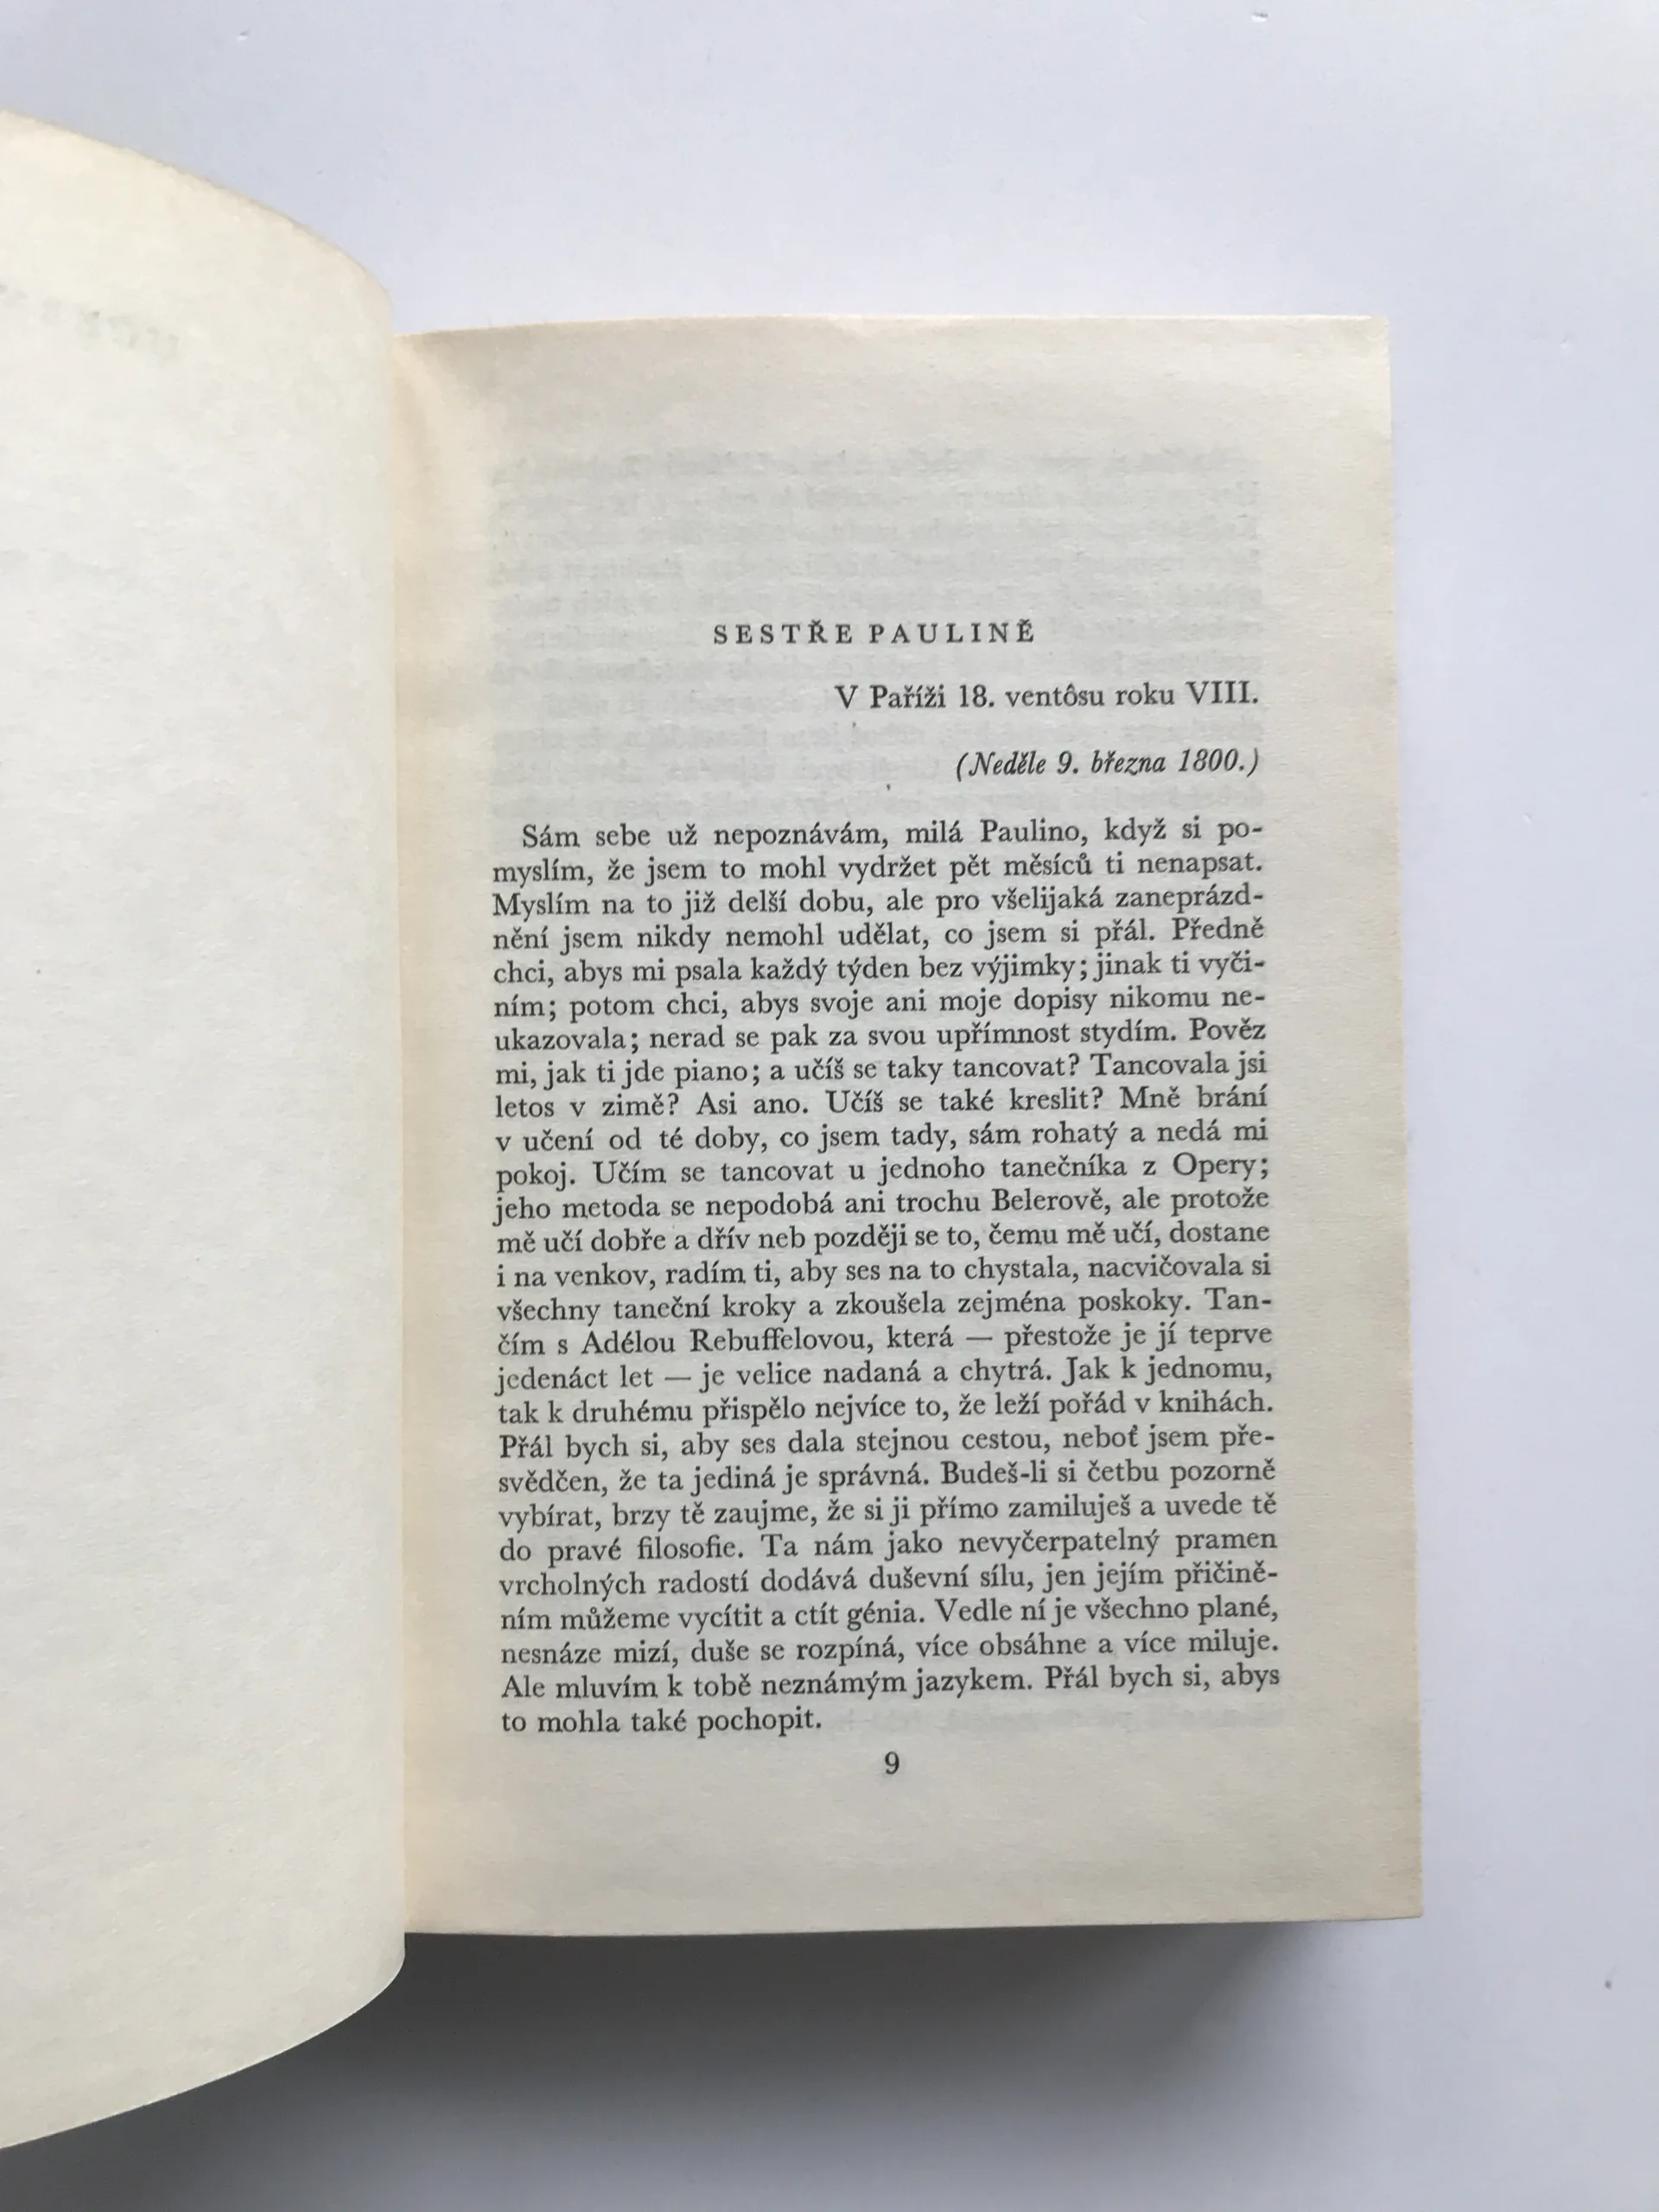 SESTŘE PAULINĚ
V Paříži 18. ventôsu roku VIII.
(Neděle 9. března 1800.)
Sám sebe už nepoznávám, milá Paulino, když si po-
myslím, že jsem to mohl vydržet pět měsíců ti nenapsat.
Myslím na to již delší dobu, ale pro všelijaká zaneprázd-
nění jsem nikdy nemohl udělat, co jsem si přál. Předně
chci, abys mi psala každý týden bez výjimky; jinak ti vyči-
ním; potom chci, abys svoje ani moje dopisy nikomu ne-
ukazovala; nerad se pak za svou upřímnost stydím. Pověz
mi, jak ti jde piano; a učíš se taky tancovat? Tancovala jsi
letos v zimě? Asi ano. Učíš se také kreslit? Mně brání
v učení od té doby, co jsem tady, sám rohatý a nedá mi
pokoj. Učím se tancovat u jednoho tanečníka z Opery;
jeho metoda se nepodobá ani trochu Belerově, ale protože
mě učí dobře a dřív neb později se to, čemu mě učí, dostane
i na venkov, radím ti, aby ses na to chystala, nacvičovala si
všechny taneční kroky a zkoušela zejména poskoky. Tan-
čím s Adélou Rebuffelovou, která — přestože je jí teprve
jedenáct let — je velice nadaná a chytrá. Jak k jednomu,
tak k druhému přispělo nejvíce to, že leží pořád v knihách.
Přál bych si, aby ses dala stejnou cestou, neboť jsem pře-
svědčen, že ta jediná je správná. Budeš-li si četbu pozorně
vybírat, brzy tě zaujme, že si ji přímo zamiluješ a uvede tě
do pravé filosofie. Ta nám jako nevyčerpatelný pramen
vrcholných radostí dodává duševní sílu, jen jejím přičině-
ním můžeme vycítit a ctít génia. Vedle ní je všechno plané,
nesnáze mizí, duše se rozpíná, více obsáhne a více miluje.
Ale mluvím k tobě neznámým jazykem. Přál bych si, abys
to mohla také pochopit.
9